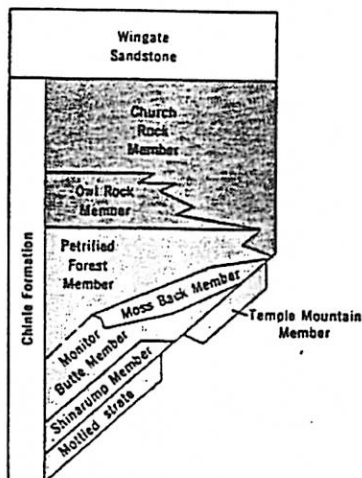 Wingate
Sandstone
Church
Rock
Member
Owl Rock
Member
Petrified
Forest
Member
Chinle Formation
Moss Back Member
Temple Mountain
Member
Monitor
Butte Member
Shinarump Member
Mottled strata